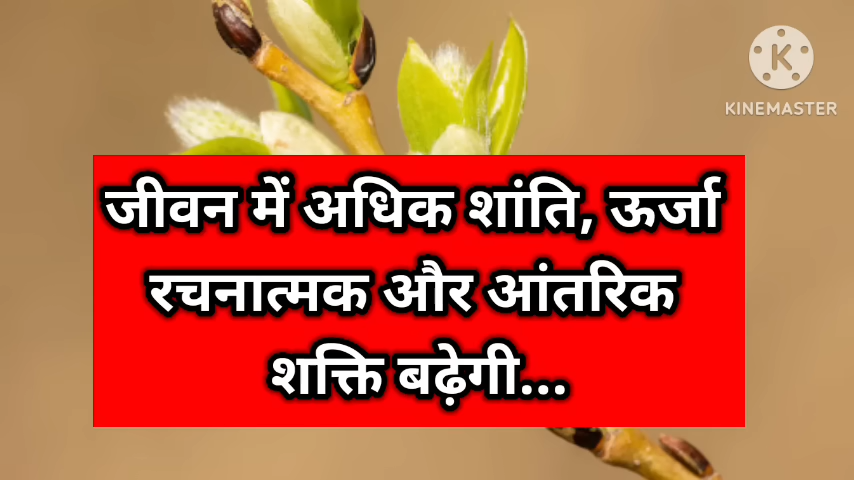 KINEMASTER
जीवन में अधिक शांति, ऊर्जा
रचनात्मक और आंतरिक
शक्ति बढ़ेगी...